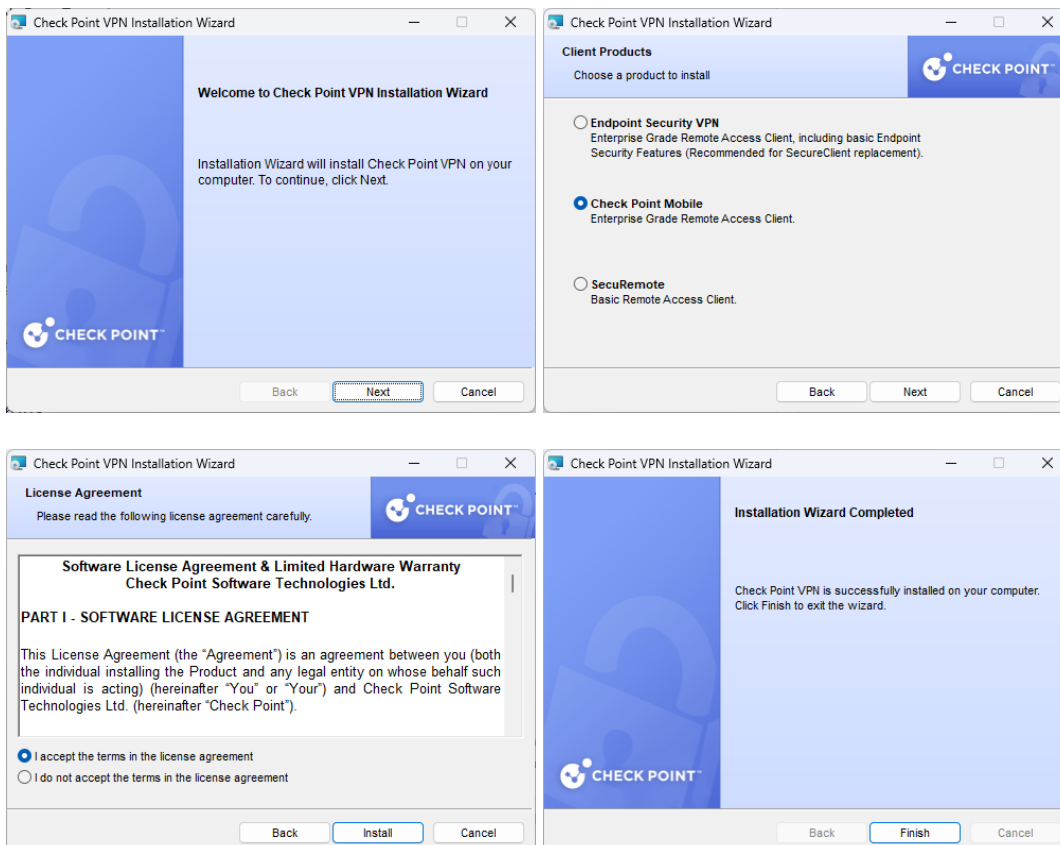 Check Point VPN Installation Wizard
Welcome to Check Point VPN Installation Wizard
Installation Wizard will install Check Point VPN on your
computer. To continue, click Next.
CHECK POINT™
Back
Next
Cancel
Check Point VPN Installation Wizard
Client Products
Choose a product to install
CHECK POINT™
Endpoint Security VPN
Enterprise Grade Remote Access Client, including basic Endpoint
Security Features (Recommended for SecureClient replacement).
Check Point Mobile
Enterprise Grade Remote Access Client.
SecuRemote
Basic Remote Access Client.
Back
Next
Cancel
Check Point VPN Installation Wizard
License Agreement
Please read the following license agreement carefully.
CHECK POINT™
Software License Agreement & Limited Hardware Warranty
Check Point Software Technologies Ltd.
PART I - SOFTWARE LICENSE AGREEMENT
This License Agreement (the “Agreement”) is an agreement between you (both
the individual installing the Product and any legal entity on whose behalf such
individual is acting) (hereinafter “You” or “Your”) and Check Point Software
Technologies Ltd. (hereinafter “Check Point”).
I accept the terms in the license agreement
I do not accept the terms in the license agreement
Back
Install
Cancel
Check Point VPN Installation Wizard
Installation Wizard Completed
Check Point VPN is successfully installed on your computer.
Click Finish to exit the wizard.
CHECK POINT™
Back
Finish
Cancel